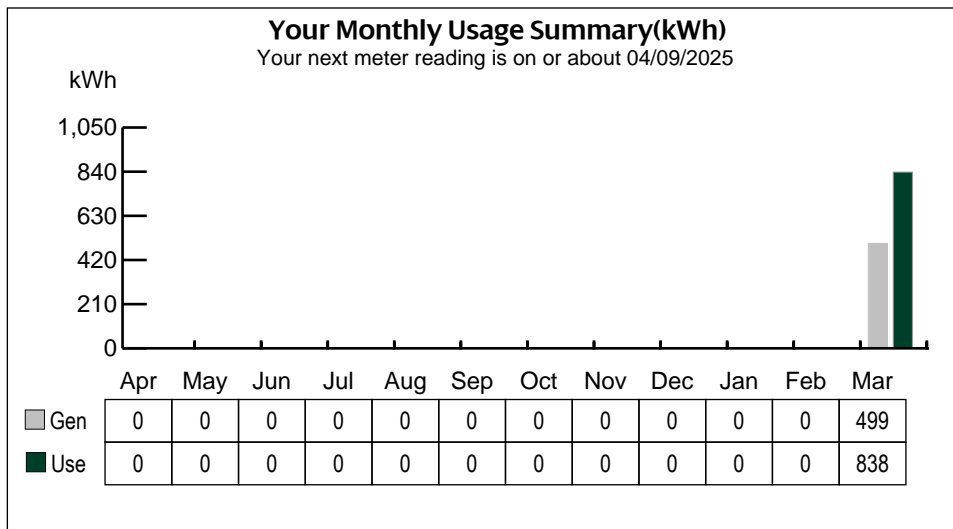 Your Monthly Usage Summary(kWh)
Your next meter reading is on or about 04/09/2025
kWh
1,050
840
630
420
210
0
Apr May Jun Jul Aug Sep Oct Nov Dec Jan Feb Mar
Gen 0 0 0 0 0 0 0 0 0 0 0 499
Use 0 0 0 0 0 0 0 0 0 0 0 838